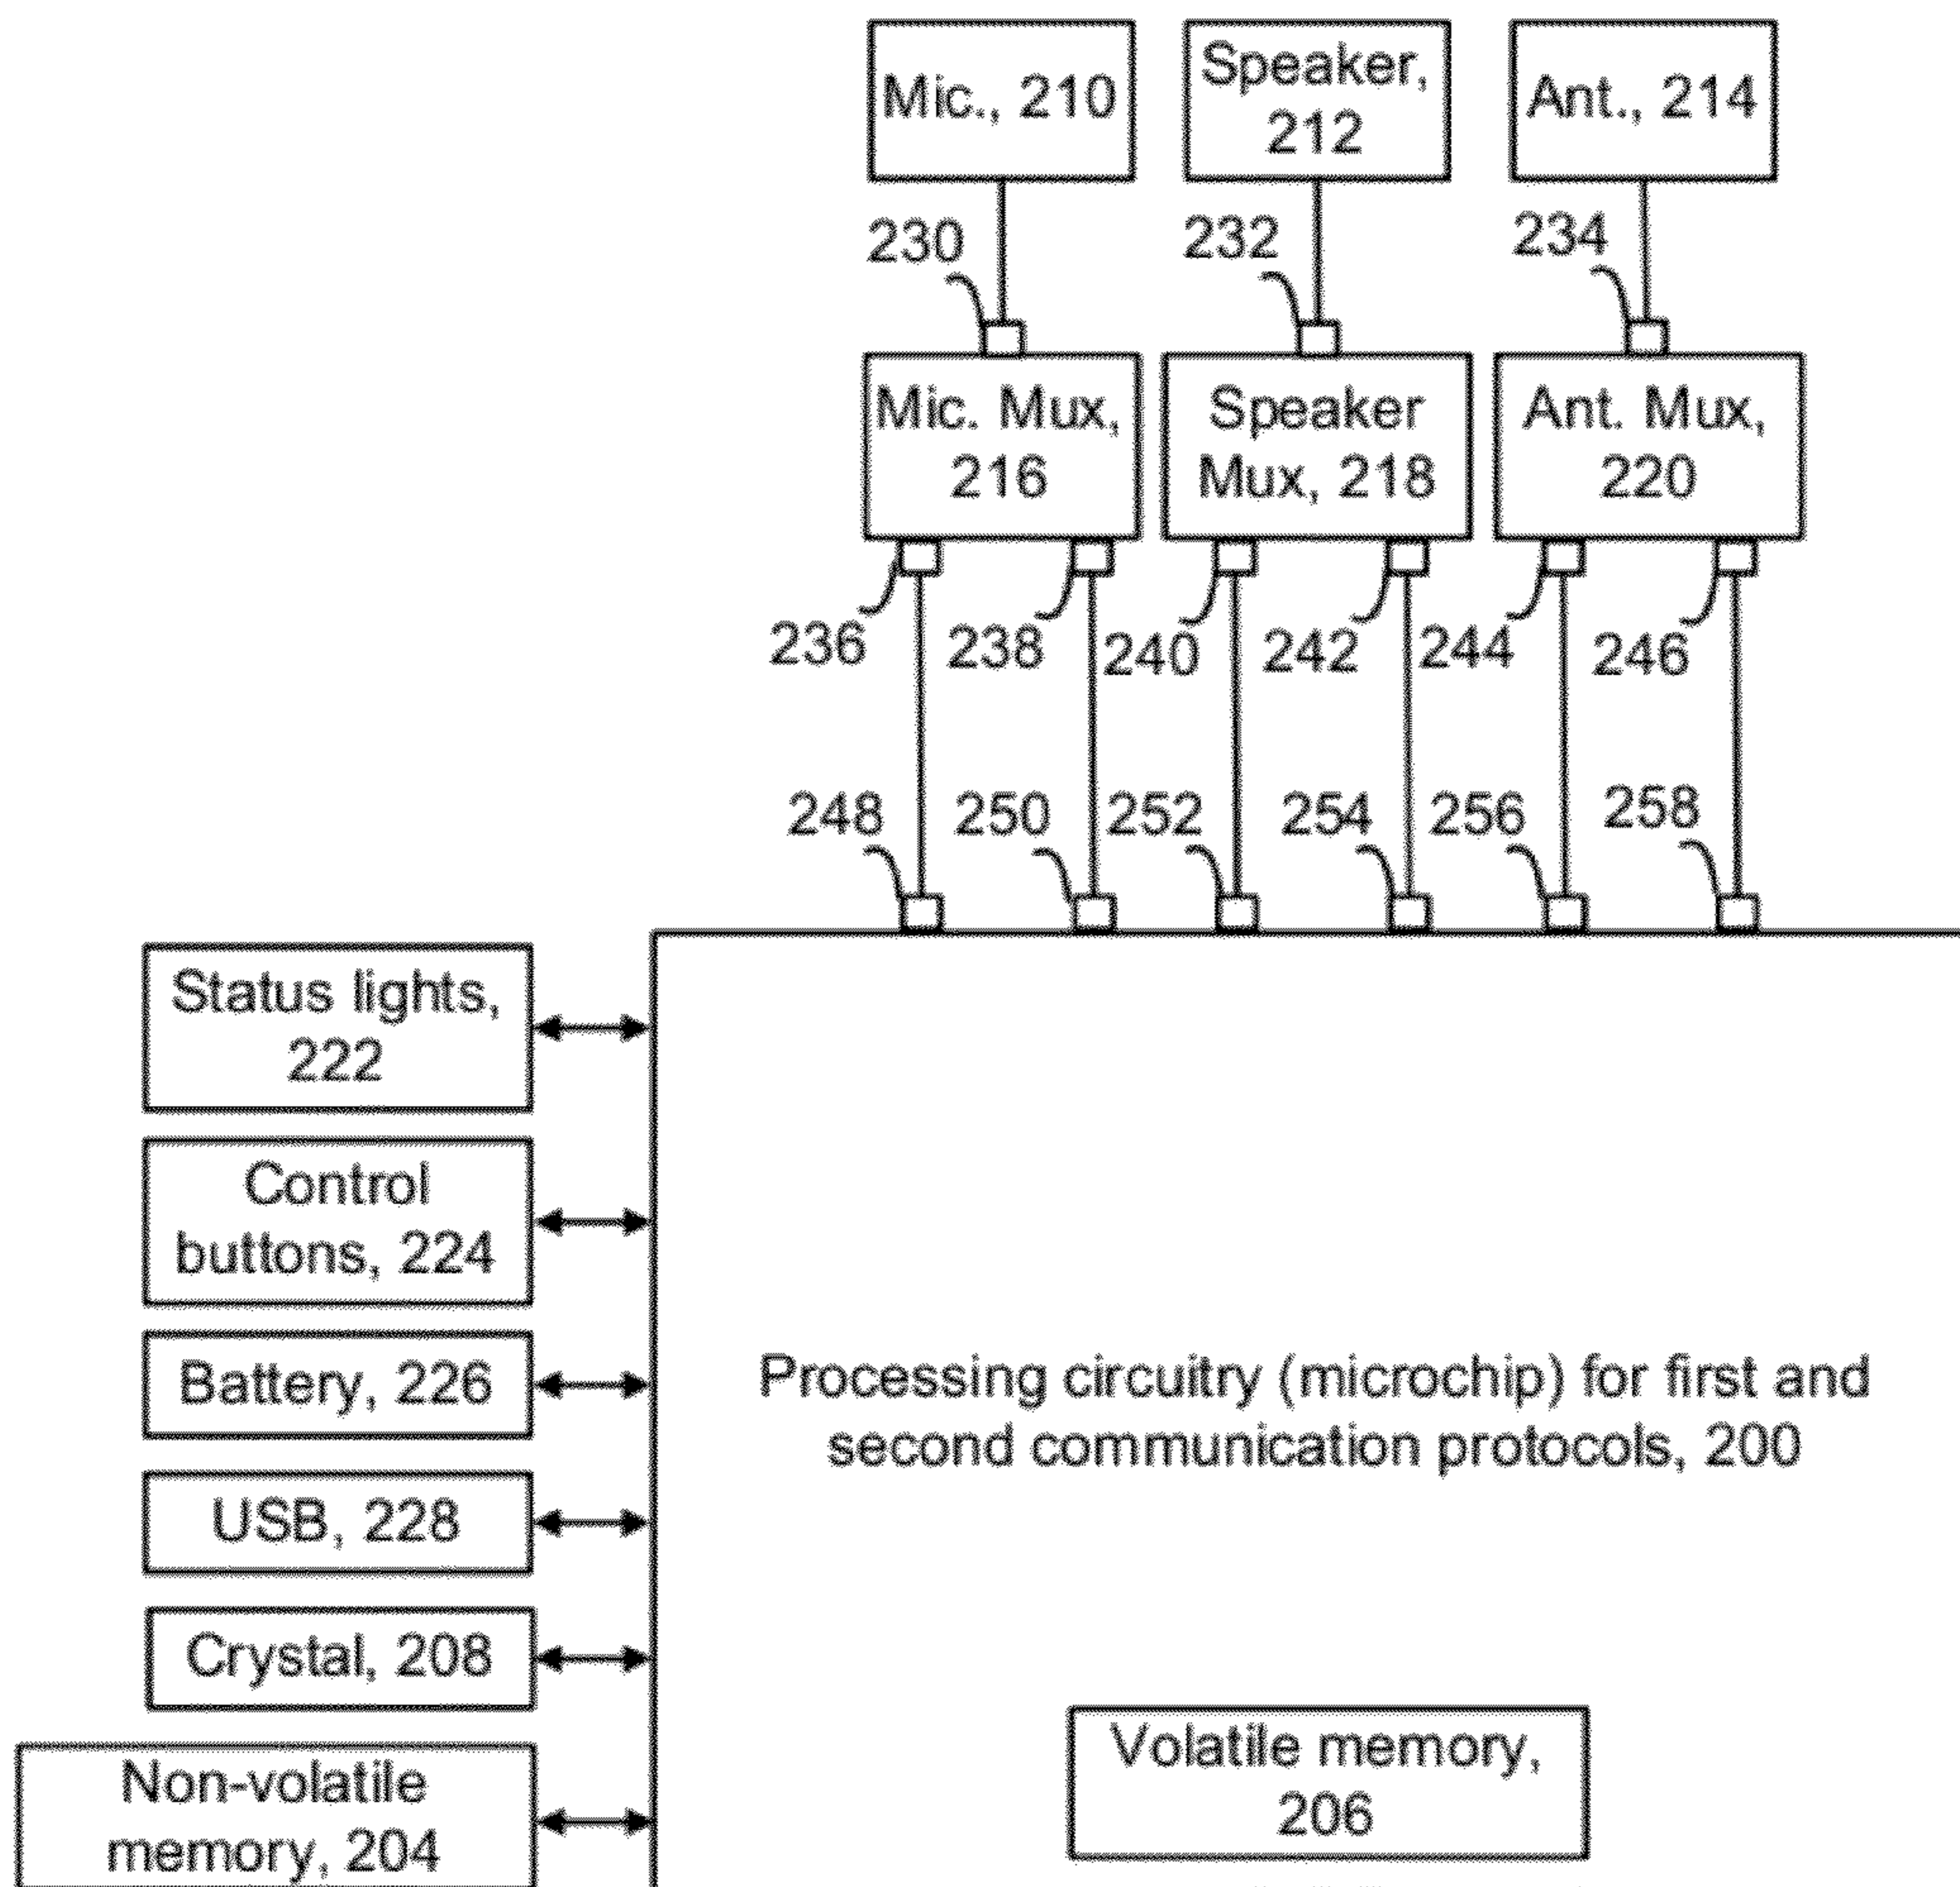 Mic., 210
Speaker,
212
Ant., 214
230
232
234
Mic. Mux,
216
Speaker
Mux, 218
Ant. Mux,
220
236
238
240
242
244
246
248
250
252
254
256
258
Status lights,
222
Control
buttons, 224
Battery, 226
USB, 228
Crystal, 208
Non-volatile
memory, 204
Processing circuitry (microchip) for first and
second communication protocols, 200
Volatile memory,
206